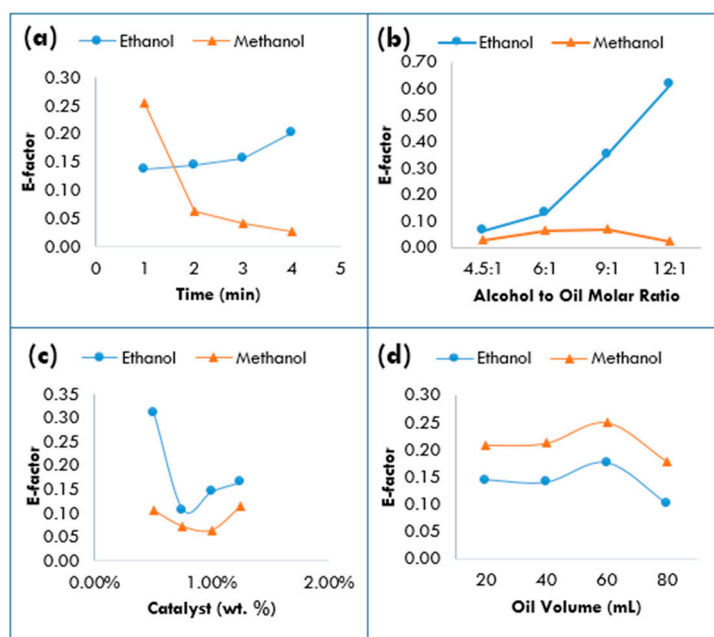 (a)
Ethanol Methanol
0.30
0.25
0.20
0.15
0.10
0.05
0.00
E-factor
0 1 2 3 4 5
Time (min)
(b)
Ethanol Methanol
0.70
0.60
0.50
0.40
0.30
0.20
0.10
0.00
E-factor
4.5:1 6:1 9:1 12:1
Alcohol to Oil Molar Ratio
(c)
Ethanol Methanol
0.35
0.30
0.25
0.20
0.15
0.10
0.05
0.00
E-factor
0.00% 1.00% 2.00%
Catalyst (wt. %)
(d)
Ethanol Methanol
0.30
0.25
0.20
0.15
0.10
0.05
0.00
E-factor
20 40 60 80
Oil Volume (mL)